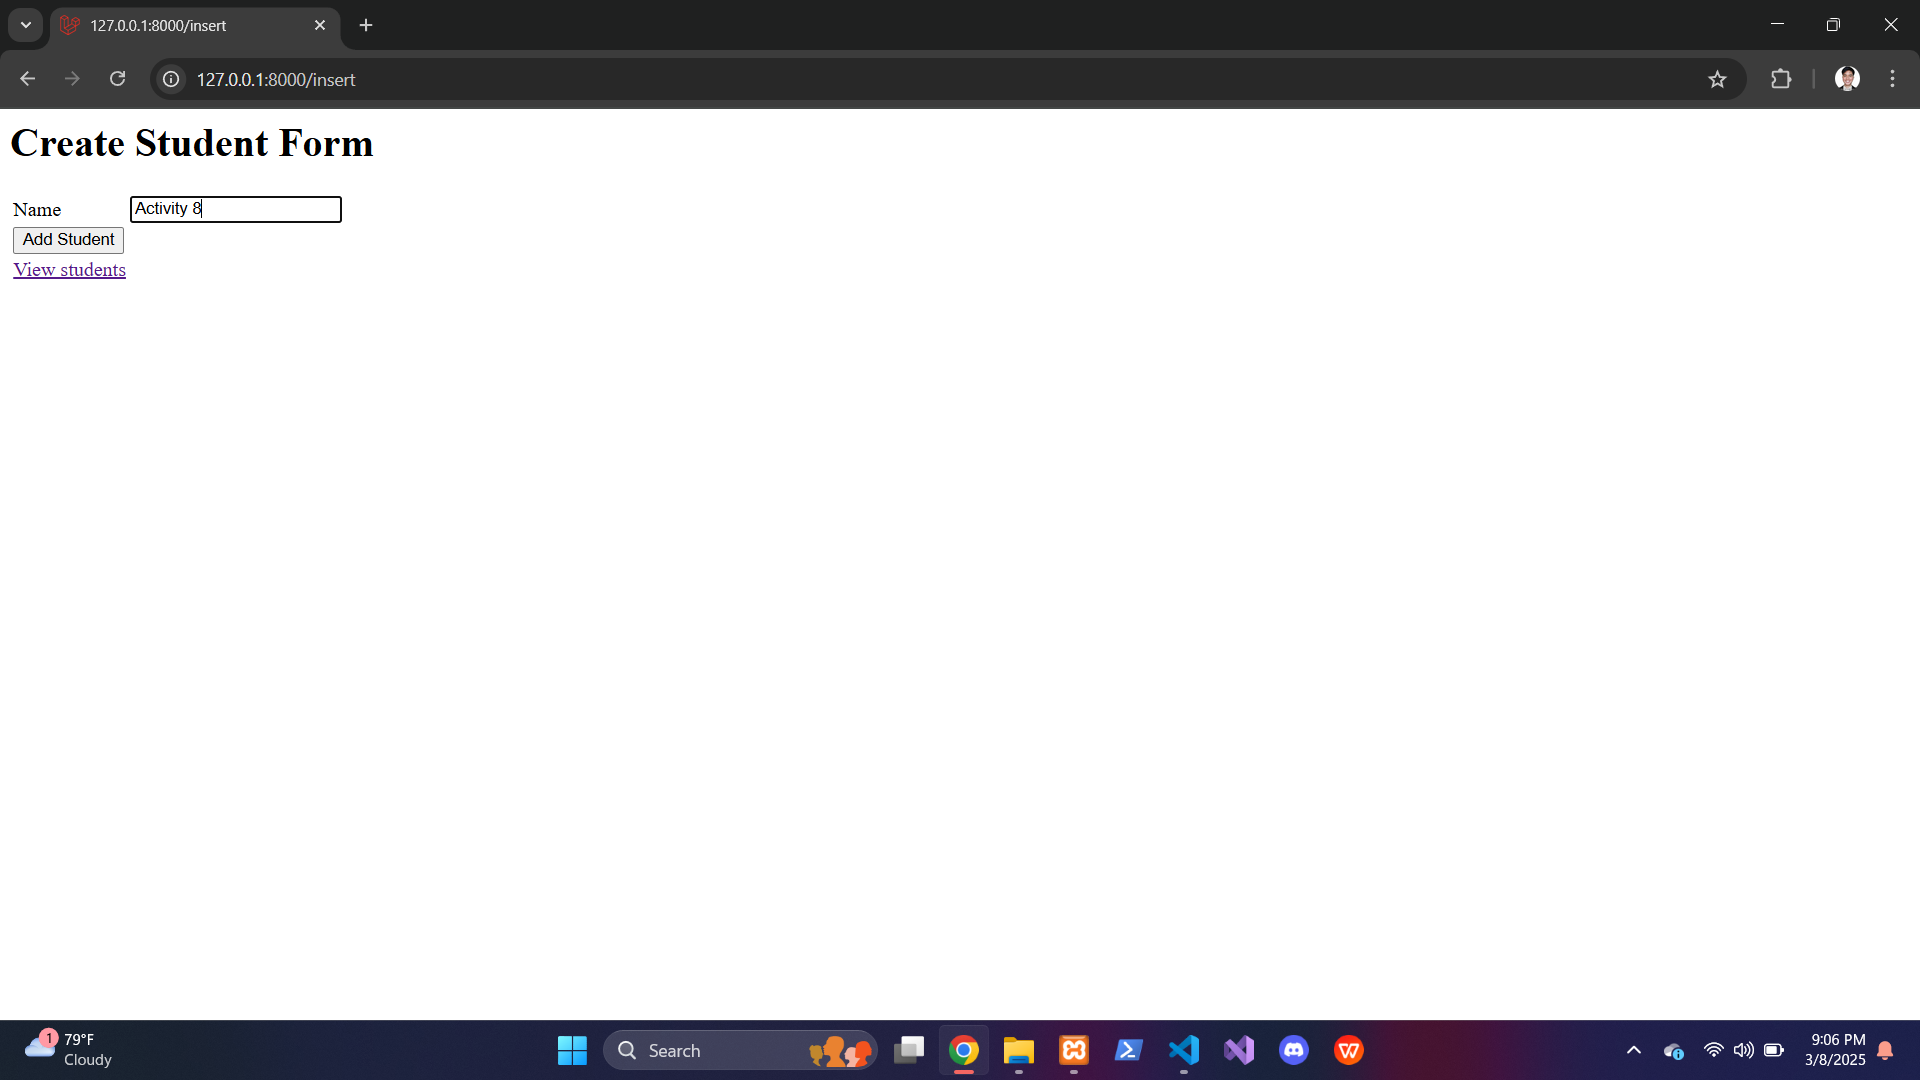 127.0.0.1:8000/insert
127.0.0.1:8000/insert
Create Student Form
Name Activity 8
Add Student
View students
1 79°F
Cloudy
Search
9:06 PM
3/8/2025